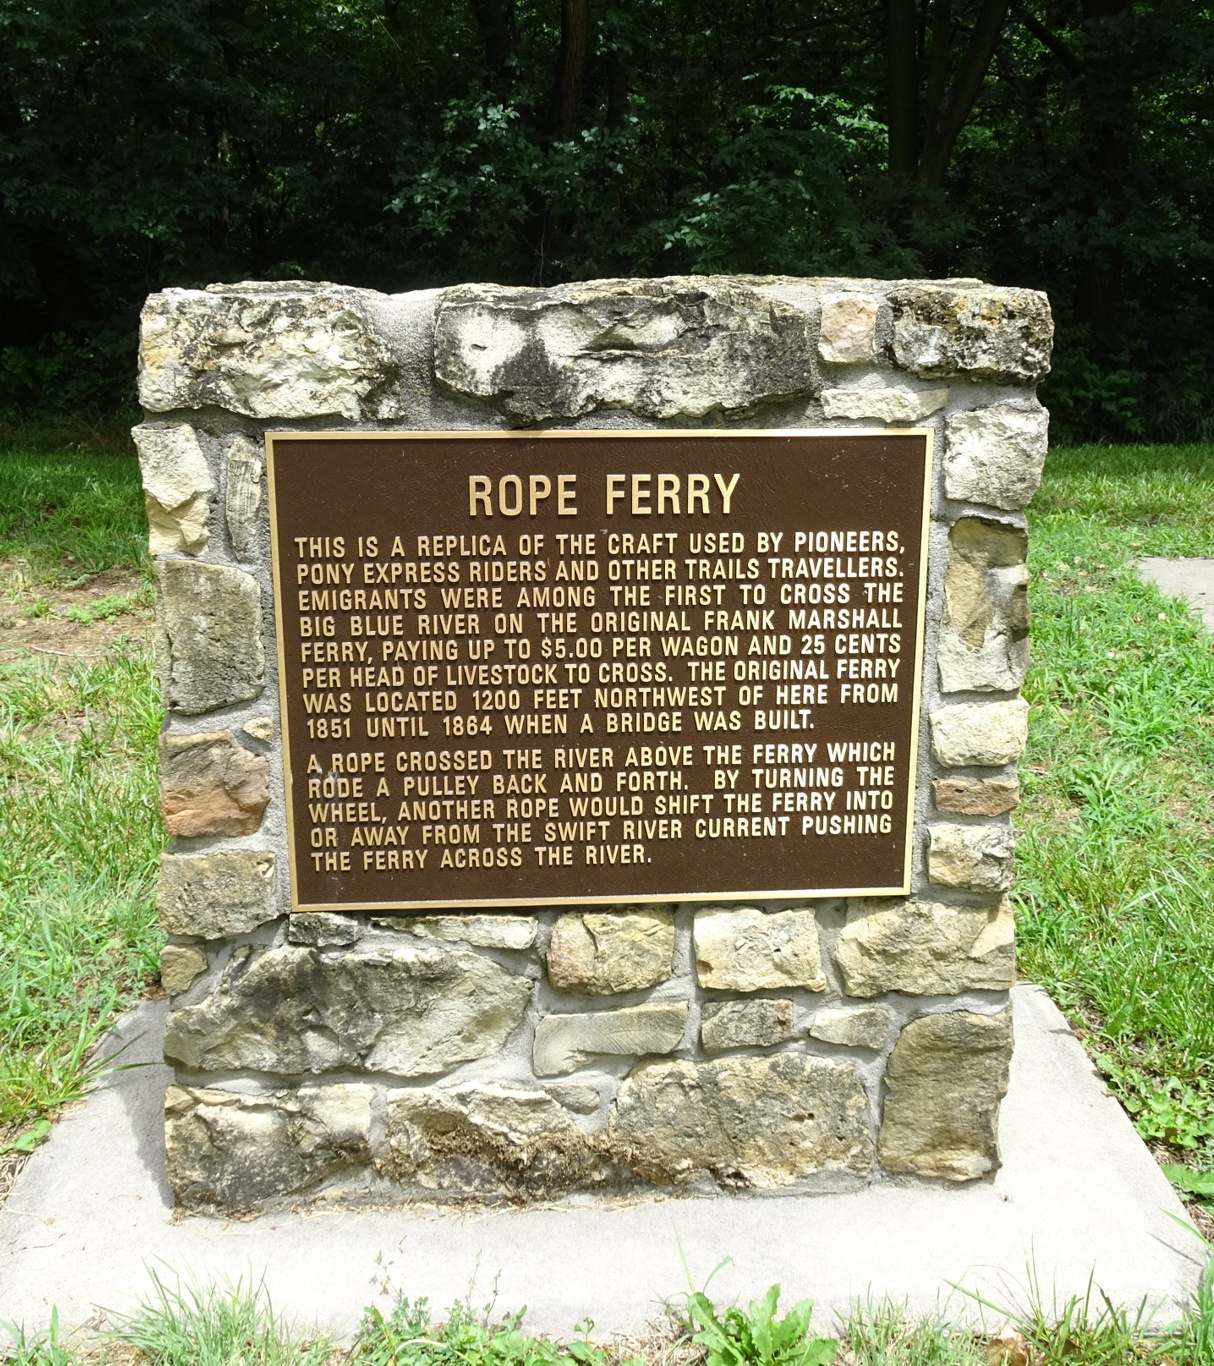 ROPE FERRY
THIS IS A REPLICA OF THE CRAFT USED BY PIONEERS,
PONY EXPRESS RIDERS AND OTHER TRAILS TRAVELLERS.
EMIGRANTS WERE AMONG THE FIRST TO CROSS THE
BIG BLUE RIVER ON THE ORIGINAL FRANK MARSHALL
FERRY, PAYING UP TO $5.00 PER WAGON AND 25 CENTS
PER HEAD OF LIVESTOCK TO CROSS. THE ORIGINAL FERRY
WAS LOCATED 1200 FEET NORTHWEST OF HERE FROM
1851 UNTIL 1864 WHEN A BRIDGE WAS BUILT.
A ROPE CROSSED THE RIVER ABOVE THE FERRY WHICH
RODE A PULLEY BACK AND FORTH. BY TURNING THE
WHEEL, ANOTHER ROPE WOULD SHIFT THE FERRY INTO
OR AWAY FROM THE SWIFT RIVER CURRENT PUSHING
THE FERRY ACROSS THE RIVER.